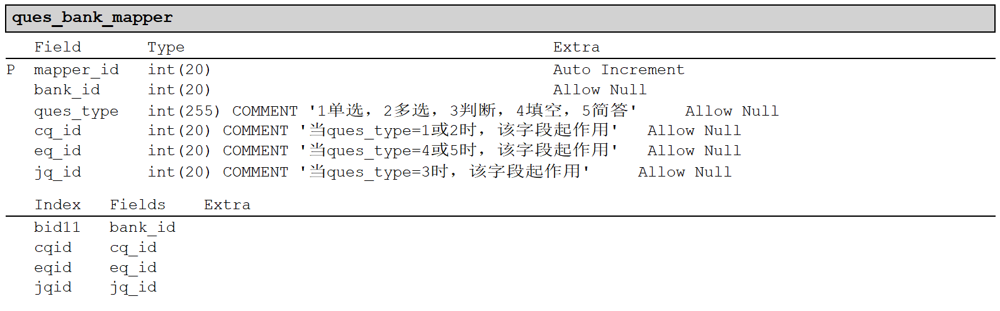 ques_bank_mapper
Field Type Extra
P mapper_id int(20) Auto Increment
bank_id int(20) Allow Null
ques_type int(255) COMMENT '1单选，2多选，3判断，4填空，5简答' Allow Null
cq_id int(20) COMMENT '当ques_type=1或2时，该字段起作用' Allow Null
eq_id int(20) COMMENT '当ques_type=4或5时，该字段起作用' Allow Null
jq_id int(20) COMMENT '当ques_type=3时，该字段起作用' Allow Null
Index Fields Extra
bid11 bank_id
cqid cq_id
eqid eq_id
jqid jq_id